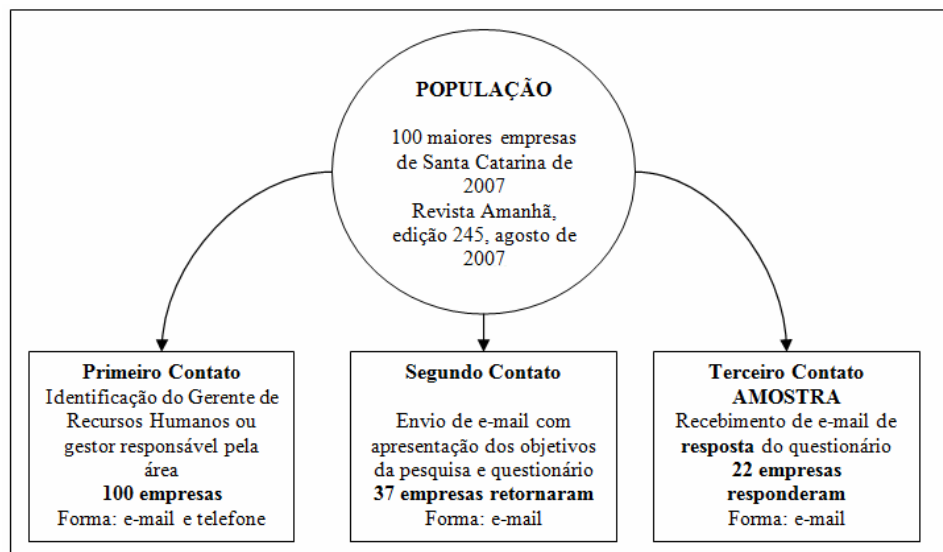 POPULAÇÃO
100 maiores empresas
de Santa Catarina de
2007
Revista Amanhã,
edição 245, agosto de
2007
Primeiro Contato
Identificação do Gerente de
Recursos Humanos ou
gestor responsável pela
área
100 empresas
Forma: e-mail e telefone
Segundo Contato
Envio de e-mail com
apresentação dos objetivos
da pesquisa e questionário
37 empresas retornaram
Forma: e-mail
Terceiro Contato
AMOSTRA
Recebimento de e-mail de
resposta do questionário
22 empresas
responderam
Forma: e-mail